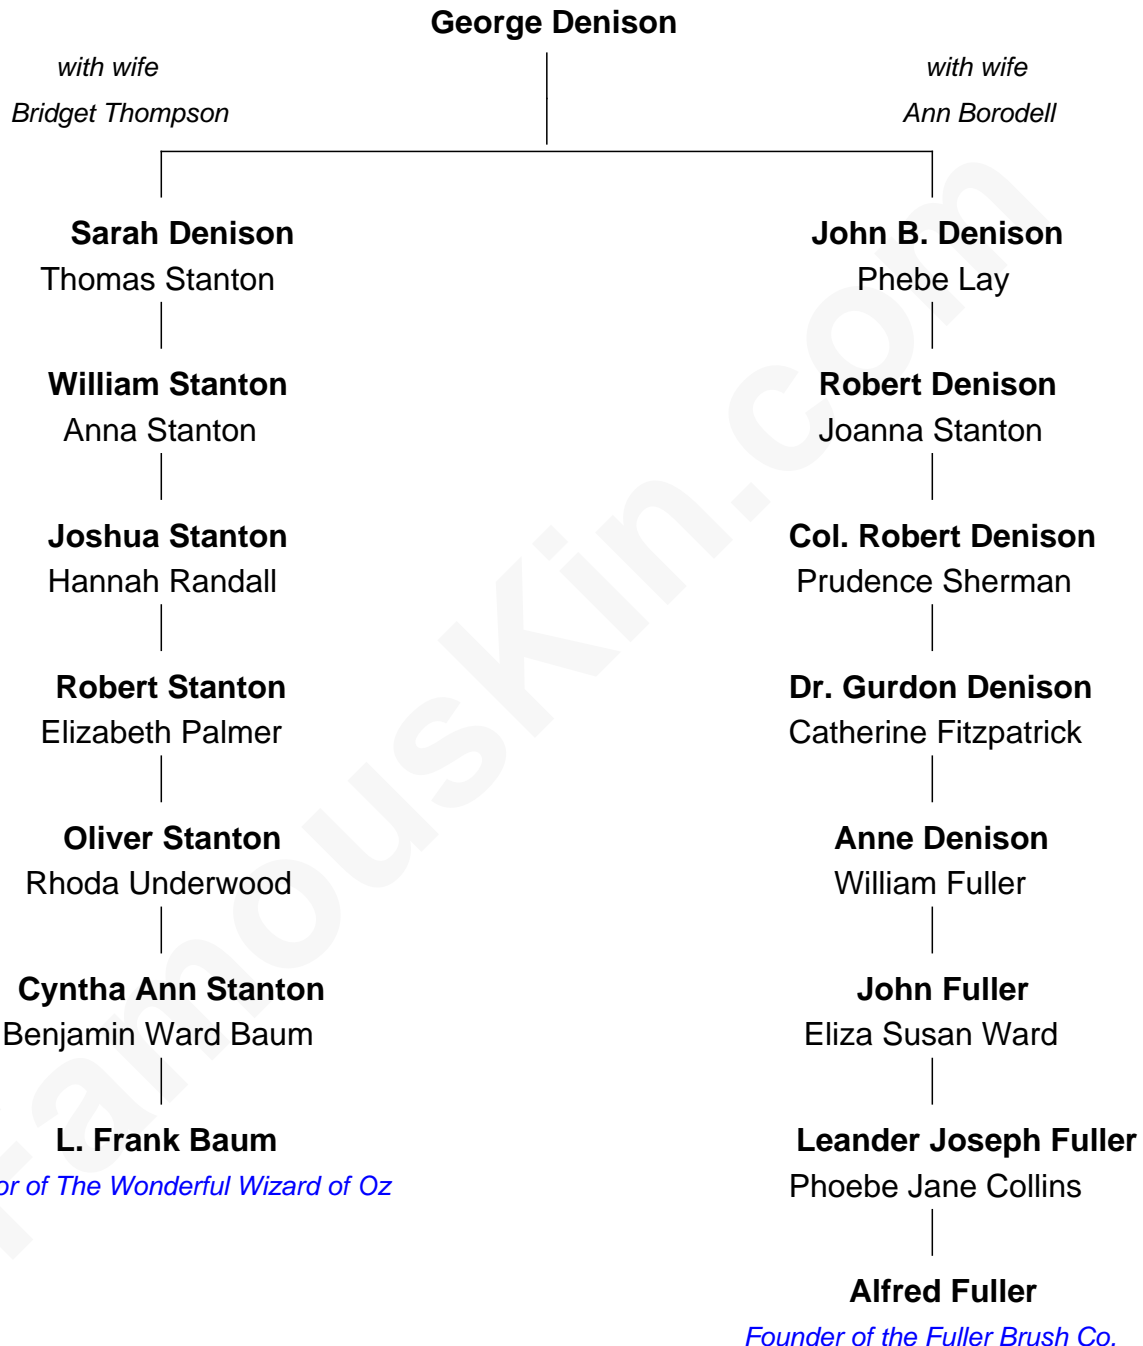 George Denison
with wife
Bridget Thompson
with wife
Ann Borodell
Sarah Denison
Thomas Stanton
John B. Denison
Phebe Lay
William Stanton
Anna Stanton
Robert Denison
Joanna Stanton
Joshua Stanton
Hannah Randall
Col. Robert Denison
Prudence Sherman
Robert Stanton
Elizabeth Palmer
Dr. Gurdon Denison
Catherine Fitzpatrick
Oliver Stanton
Rhoda Underwood
Anne Denison
William Fuller
Cyntha Ann Stanton
Benjamin Ward Baum
John Fuller
Eliza Susan Ward
L. Frank Baum
or of The Wonderful Wizard of Oz
Leander Joseph Fuller
Phoebe Jane Collins
Alfred Fuller
Founder of the Fuller Brush Co.
FamousKin.com